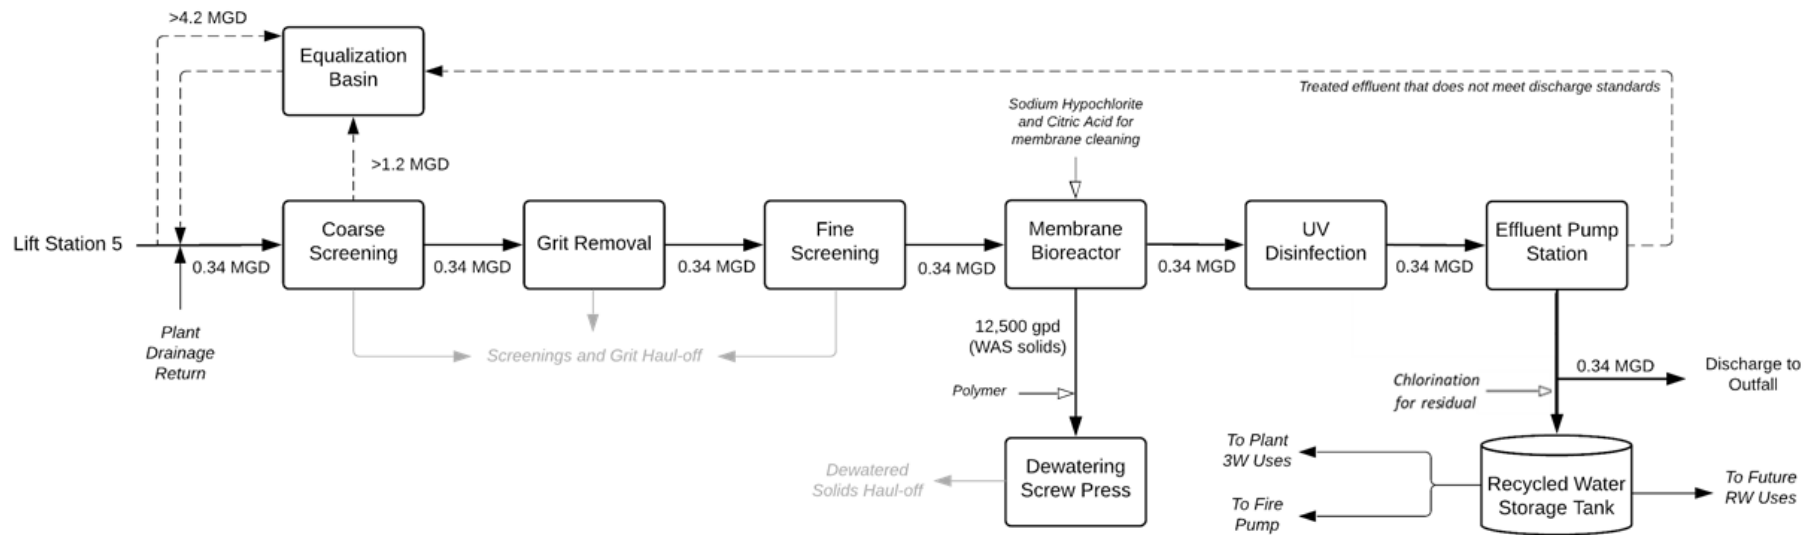 >4.2 MGD
Equalization
Basin
Treated effluent that does not meet discharge standards
Sodium Hypochlorite
and Citric Acid for
membrane cleaning
>1.2 MGD
Lift Station 5
Coarse
Screening
Grit Removal
Fine
Screening
Membrane
Bioreactor
UV
Disinfection
Effluent Pump
Station
0.34 MGD
0.34 MGD
0.34 MGD
0.34 MGD
0.34 MGD
0.34 MGD
Plant
Drainage
Return
Screenings and Grit Haul-off
12,500 gpd
(WAS solids)
Polymer
Chlorination
for residual
0.34 MGD
Discharge to
Outfall
Dewatered
Solids Haul-off
Dewatering
Screw Press
To Plant
3W Uses
To Fire
Pump
Recycled Water
Storage Tank
To Future
RW Uses